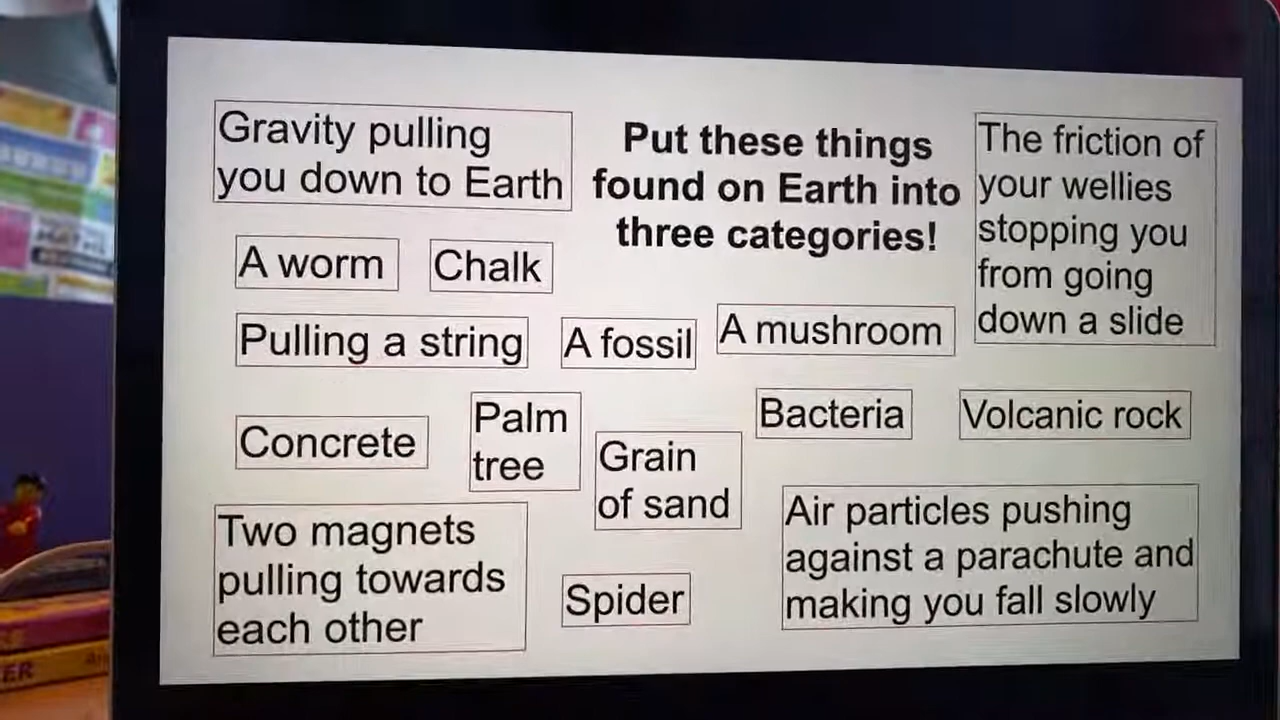 Gravity pulling
you down to Earth
Put these things
found on Earth into
three categories!
The friction of
your wellies
stopping you
from going
down a slide
A worm
Chalk
Pulling a string
A fossil
A mushroom
Concrete
Palm
tree
Grain
of sand
Bacteria
Volcanic rock
Two magnets
pulling towards
each other
Spider
Air particles pushing
against a parachute and
making you fall slowly
ER